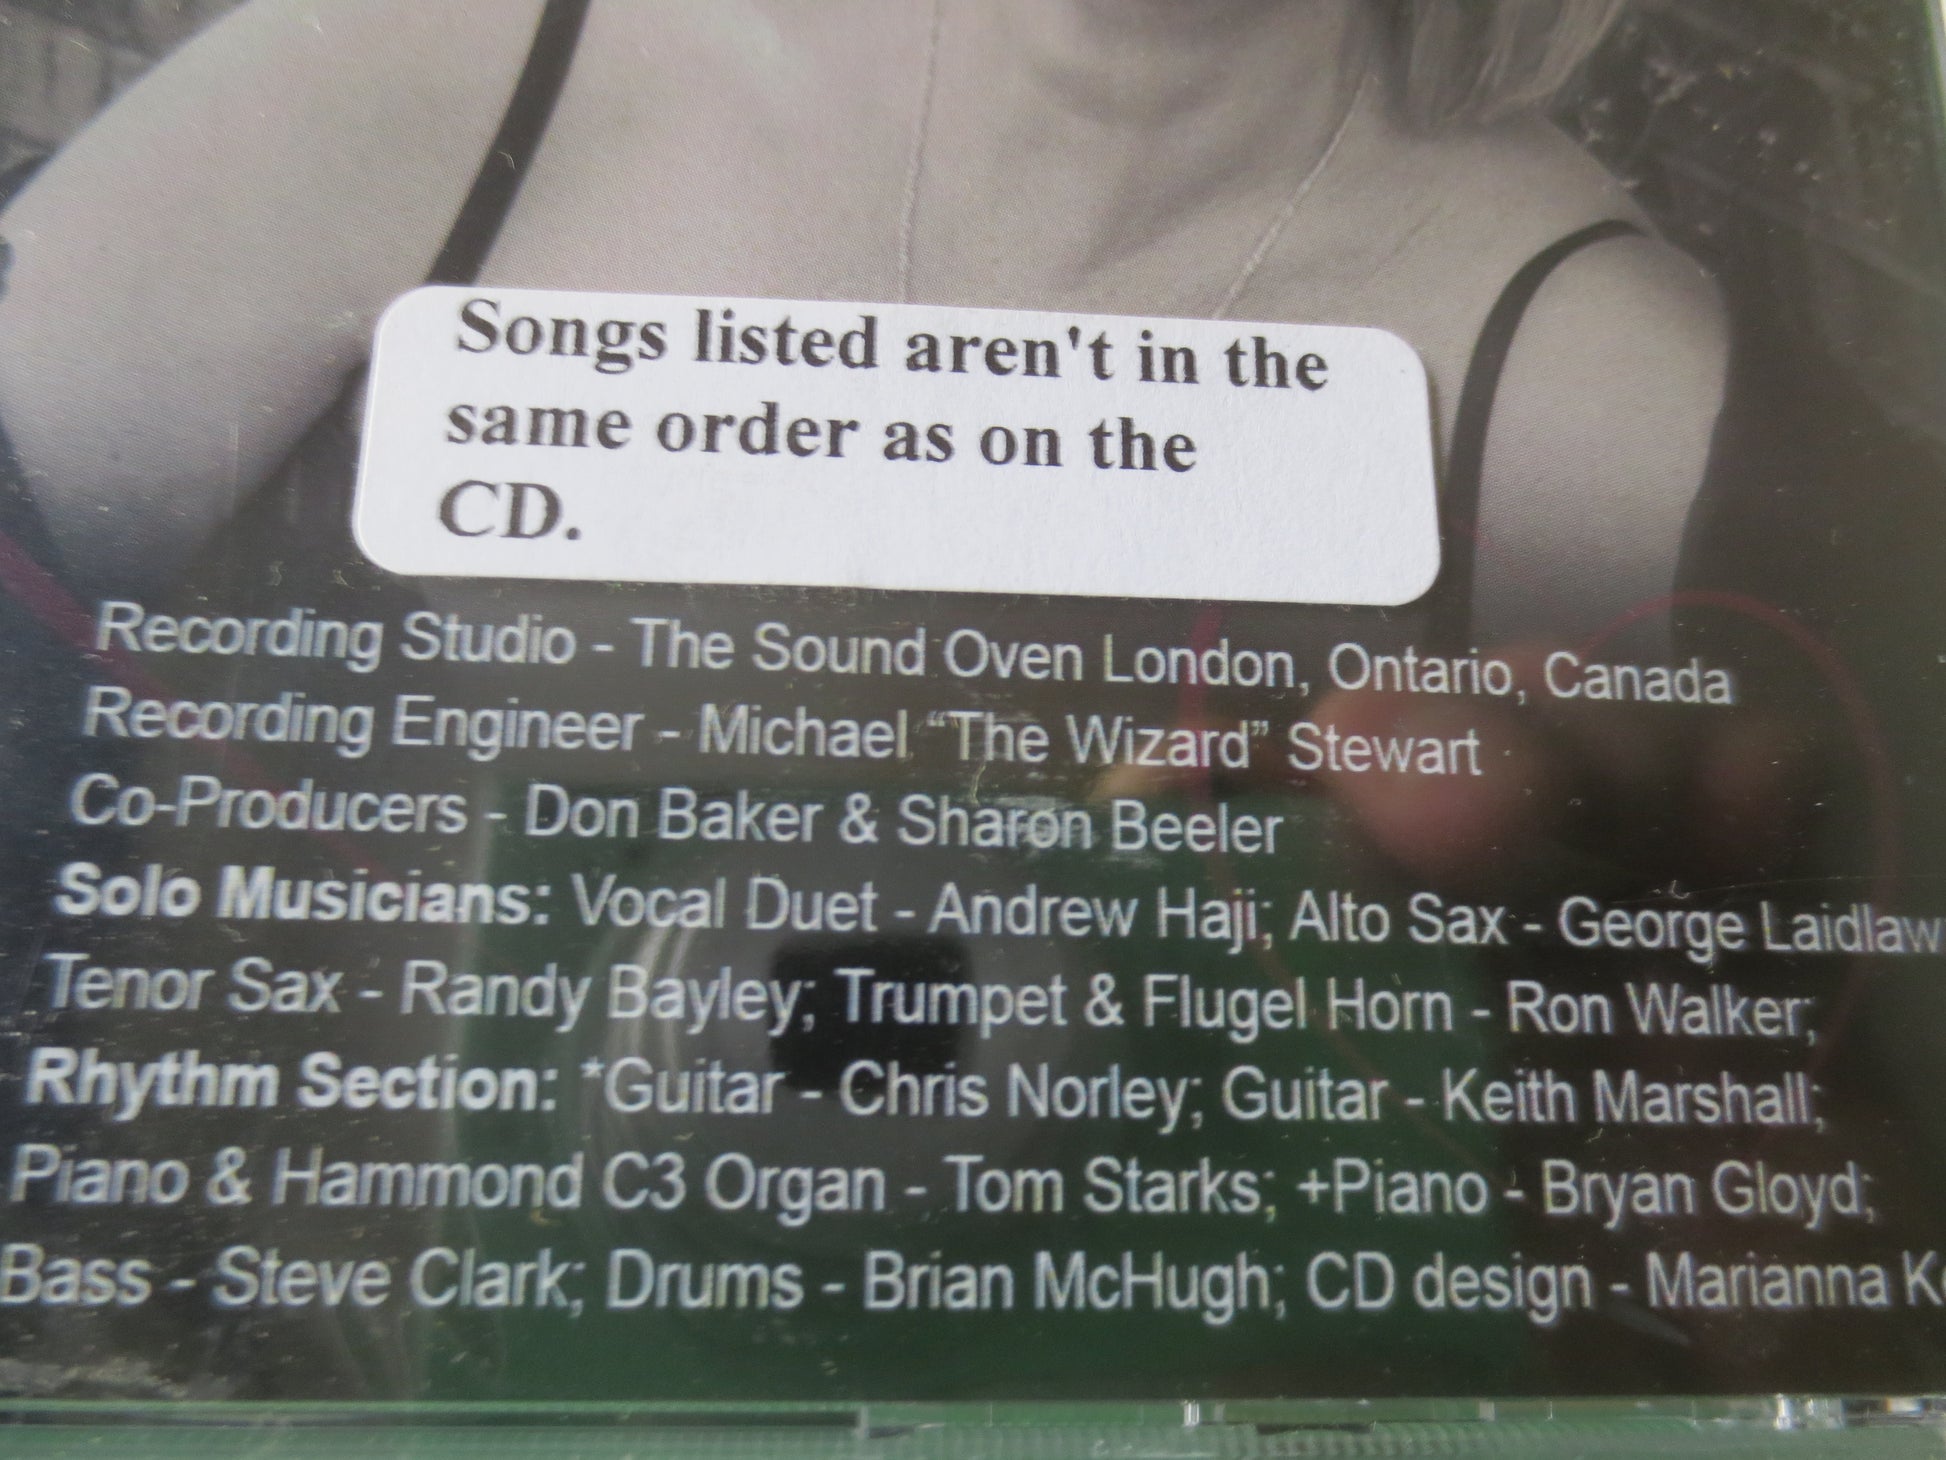 Songs listed aren't in the
same order as on the
CD.
Recording Studio - The Sound Oven London, Ontario, Canada
Recording Engineer - Michael “The Wizard” Stewart
Co-Producers - Don Baker & Sharon Beeler
Solo Musicians: Vocal Duet - Andrew Haji; Alto Sax - George Laidlaw
Tenor Sax - Randy Bayley; Trumpet & Flugel Horn - Ron Walker;
Rhythm Section: *Guitar - Chris Norley; Guitar - Keith Marshall;
Piano & Hammond C3 Organ - Tom Starks; +Piano - Bryan Gloyd;
Bass - Steve Clark; Drums - Brian McHugh; CD design - Marianna